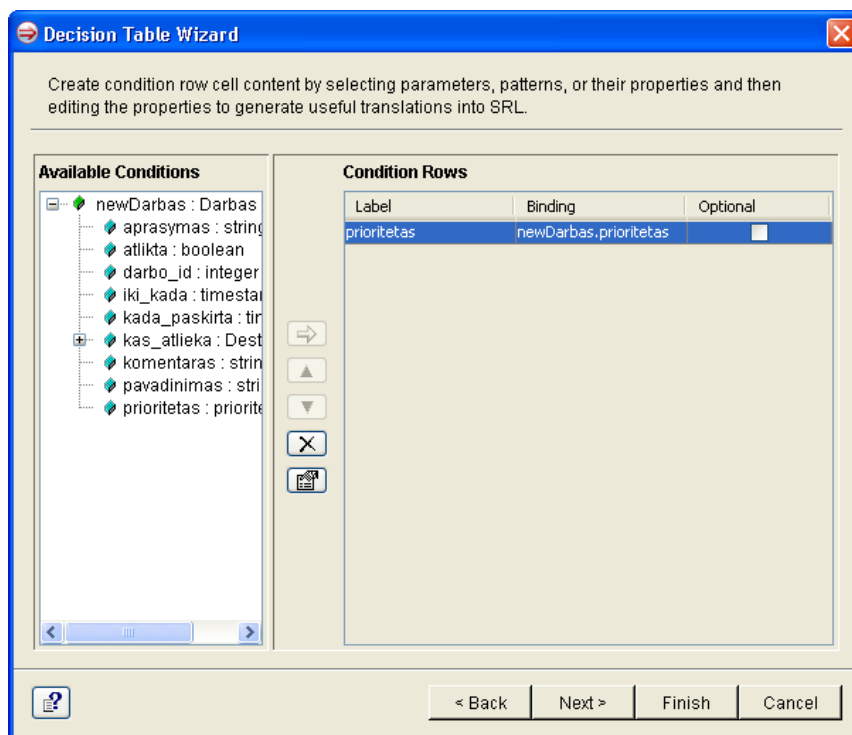 Decision Table Wizard
Create condition row cell content by selecting parameters, patterns, or their properties and then
editing the properties to generate useful translations into SRL.
Available Conditions
newDarbas : Darbas
aprasymas : string
atlikta : boolean
darbo_id : integer
iki_kada : timestar
kada_paskirta : tir
kas_atlieka : Dest
komentaras : strin
pavadinimas : stri
prioritetas : priorite
Condition Rows
Label Binding Optional
prioritetas newDarbas.prioritetas
< Back Next > Finish Cancel